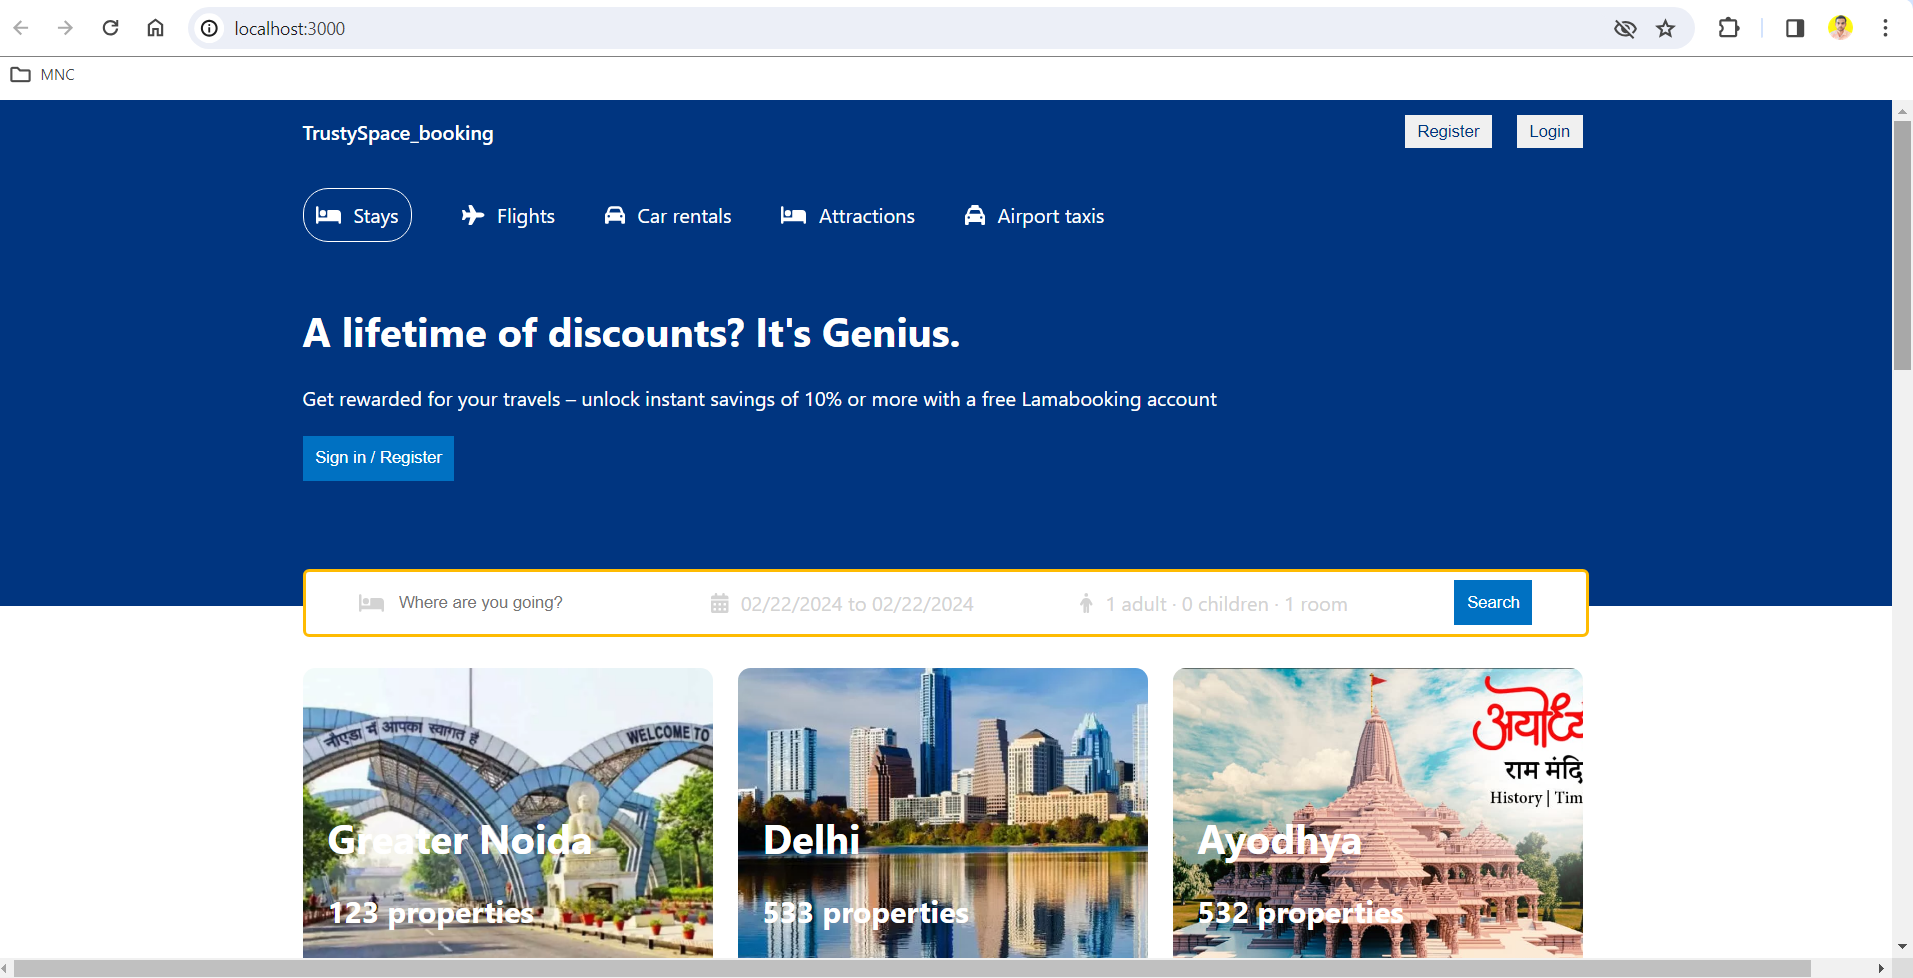 localhost:3000
MNC
TrustySpace_booking
Register
Login
Stays
Flights
Car rentals
Attractions
Airport taxis
A lifetime of discounts? It's Genius.
Get rewarded for your travels – unlock instant savings of 10% or more with a free Lamabooking account
Sign in / Register
Where are you going?
02/22/2024 to 02/22/2024
1 adult · 0 children · 1 room
Search
नौएडा में आपका स्वागत है
WELCOME TO
Greater Noida
123 properties
Delhi
533 properties
राम मंदि
History | Tim
Ayodhya
532 properties